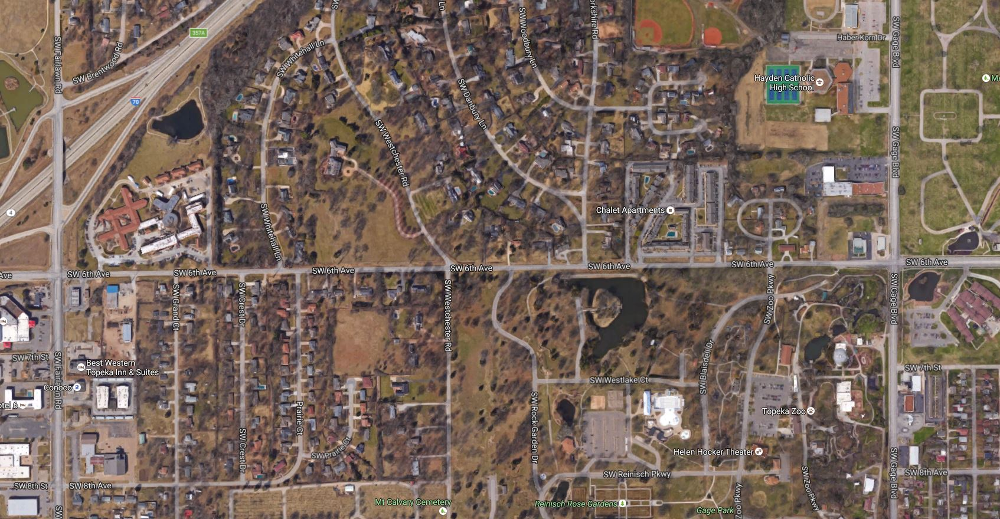 SW
Ln
orkshire Rd
SW Woodbury Ln
SW Gage Blvd
357A
Haber Korn Dr
SW Fairlawn Rd
SW Brentwood Rd
SW Whitehall Ln
Hayden Catholic
High School
70
SW Danbury Ln
SW Westchester Rd
SW Gage Blvd
4
Chalet Apartments
SW Whitehall Ln
Ave
SW 6th Ave
SW 6th Ave
SW 6th Ave
SW 6th Ave
SW 6th Ave
SW 6th Ave
SW 6th Ave
SW Grand Ct
SW Crest Dr
SW Westchester Rd
SW Zoo Pkwy
SW Gage Blvd
SW 7th St
SW Fairlawn Rd
Best Western
Topeka Inn & Suites
SW Blaisdell Dr
SW 7th St
Conoco
SW Westlake Ct
otel 6
Prairie Ct
SW Rock Garden Dr
Topeka Zoo
SW Crest Dr
SW Prairie Ct
Helen Hocker Theater
SW Reinisch Pkwy
SW Zoo Pkwy
SW Gage Blvd
SW 8th Ave
SW 8th St
SW 8th Ave
Mt Calvary Cemetery
Reinisch Rose Gardens
Gage Park
Zoo Pkwy
SW